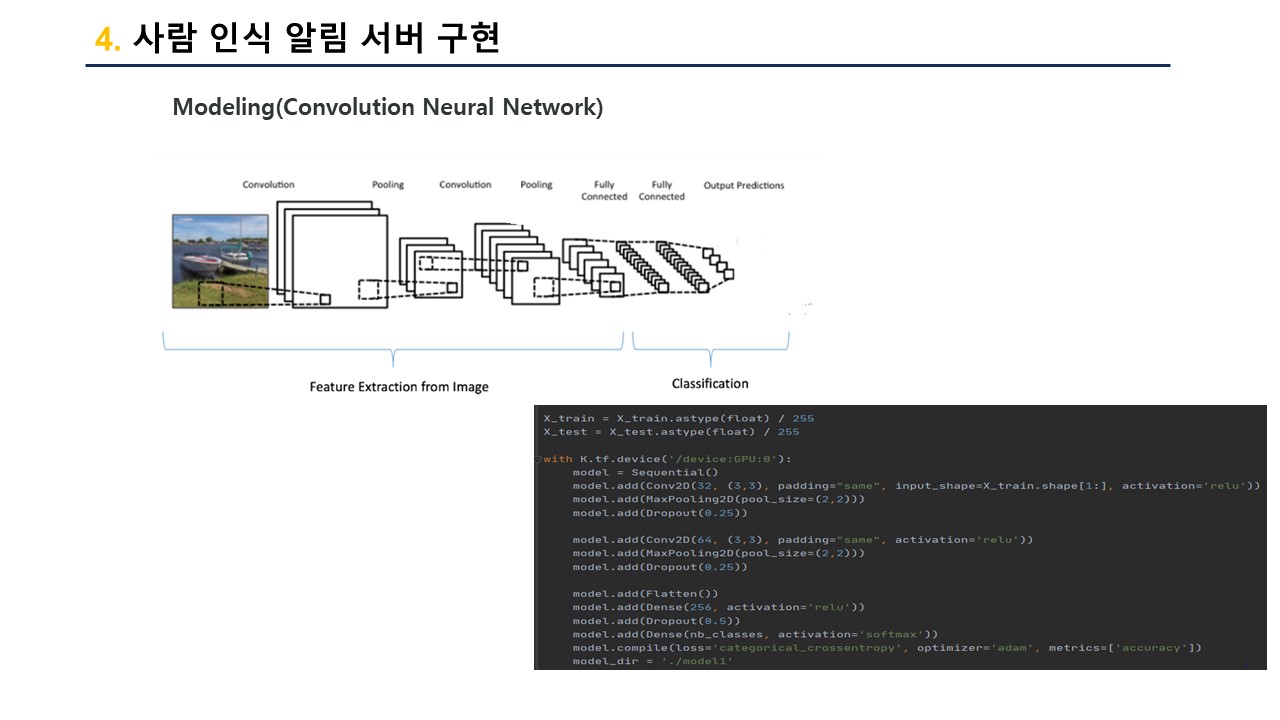 4. 사람 인식 알림 서버 구현
Modeling(Convolution Neural Network)
Convolution Pooling Convolution Pooling Fully Connected Fully Connected Output Predictions
Feature Extraction from Image
Classification
X_train = X_train.astype(float) / 255
X_test = X_test.astype(float) / 255
with K.tf.device('/device:GPU:0'):
model = Sequential()
model.add(Conv2D(32, (3,3), padding="same", input_shape=X_train.shape[1:], activation='relu'))
model.add(MaxPooling2D(pool_size=(2,2)))
model.add(Dropout(0.25))
model.add(Conv2D(64, (3,3), padding="same", activation='relu'))
model.add(MaxPooling2D(pool_size=(2,2)))
model.add(Dropout(0.25))
model.add(Flatten())
model.add(Dense(256, activation='relu'))
model.add(Dropout(0.5))
model.add(Dense(nb_classes, activation='softmax'))
model.compile(loss='categorical_crossentropy', optimizer='adam', metrics=['accuracy'])
model_dir = './model1'